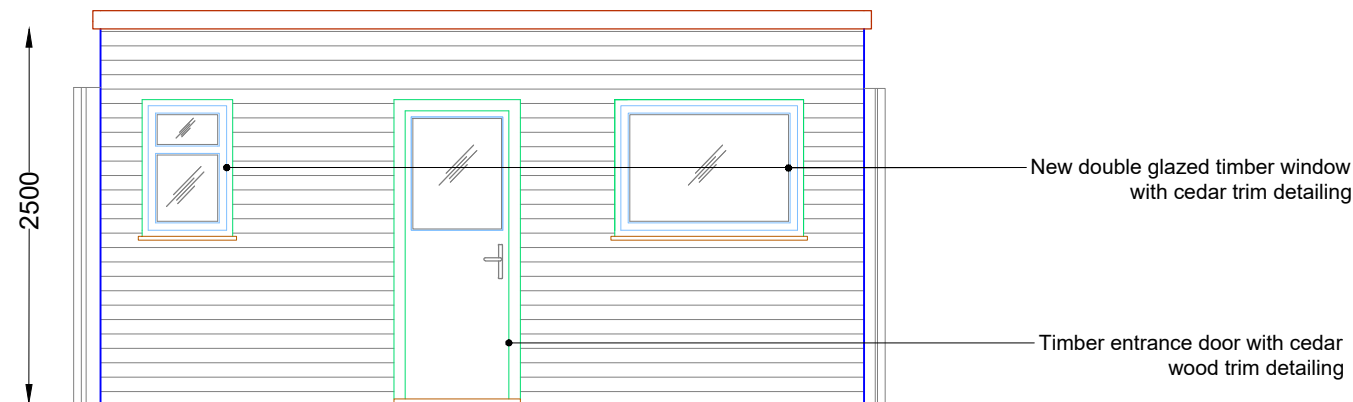 2500
New double glazed timber window
with cedar trim detailing
Timber entrance door with cedar
wood trim detailing